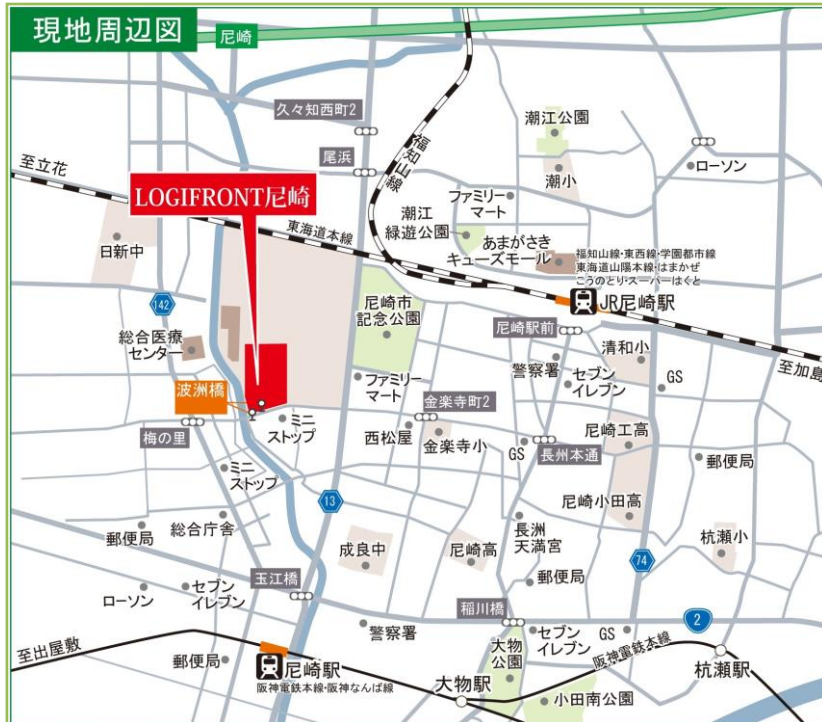 現地周辺図
尼崎
久々知西町2
福知山線
潮江公園
尾浜
潮小
ローソン
至立花
LOGIFRONT尼崎
ファミリー
マート
潮江
緑遊公園
東海道本線
あまがさき
キューズモール
福知山線・東西線・学園都市線
東海道山陽本線・はまかぜ
こうのとり・スーパーはくと
日新中
JR尼崎駅
142
尼崎市
記念公園
尼崎駅前
総合医療
センター
清和小
警察署
至加島
ファミリー
マート
セブン
イレブン
GS
波洲橋
金楽寺町2
ミニ
ストップ
梅の里
西松屋
金楽寺小
尼崎工高
GS
長州本通
郵便局
ミニ
ストップ
13
尼崎小田高
総合庁舎
長洲
天満宮
郵便局
成良中
尼崎高
杭瀬小
74
玉江橋
郵便局
ローソン
セブン
イレブン
稲川橋
2
警察署
セブン
イレブン
GS
至出屋敷
大物
公園
阪神電鉄本線
郵便局
尼崎駅
阪神電鉄本線・阪神なんば線
杭瀬駅
大物駅
小田南公園